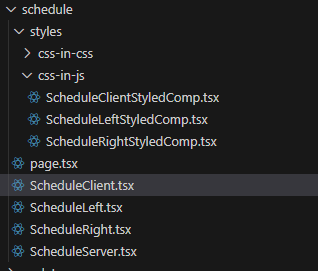 schedule
styles
css-in-css
css-in-js
ScheduleClientStyledComp.tsx
ScheduleLeftStyledComp.tsx
ScheduleRightStyledComp.tsx
page.tsx
ScheduleClient.tsx
ScheduleLeft.tsx
ScheduleRight.tsx
ScheduleServer.tsx